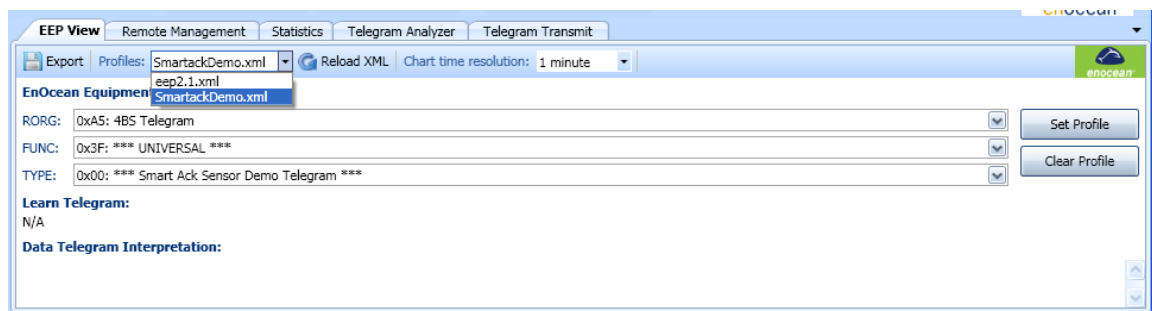 EEP View Remote Management Statistics Telegram Analyzer Telegram Transmit
Export Profiles: SmartackDemo.xml Reload XML Chart time resolution: 1 minute
enocean
eep2.1.xml
SmartackDemo.xml
EnOcean Equipment
RORG: 0xA5: 4BS Telegram
Set Profile
FUNC: 0x3F: *** UNIVERSAL ***
Clear Profile
TYPE: 0x00: *** Smart Ack Sensor Demo Telegram ***
Learn Telegram:
N/A
Data Telegram Interpretation: